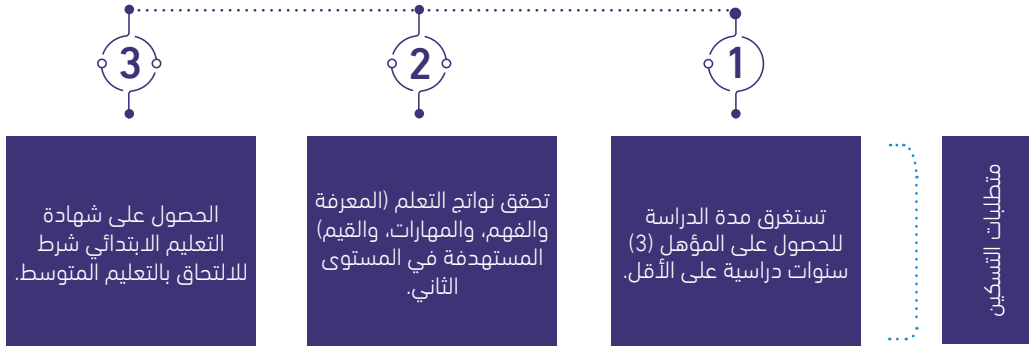 متطلبات التسكين
1
تستغرق مدة الدراسة
للحصول على المؤهل (3)
سنوات دراسية على الأقل.
2
تحقق نواتج التعلم (المعرفة
والفهم، والمهارات، والقيم)
المستهدفة في المستوى
الثاني.
3
الحصول على شهادة
التعليم الابتدائي شرط
للالتحاق بالتعليم المتوسط.